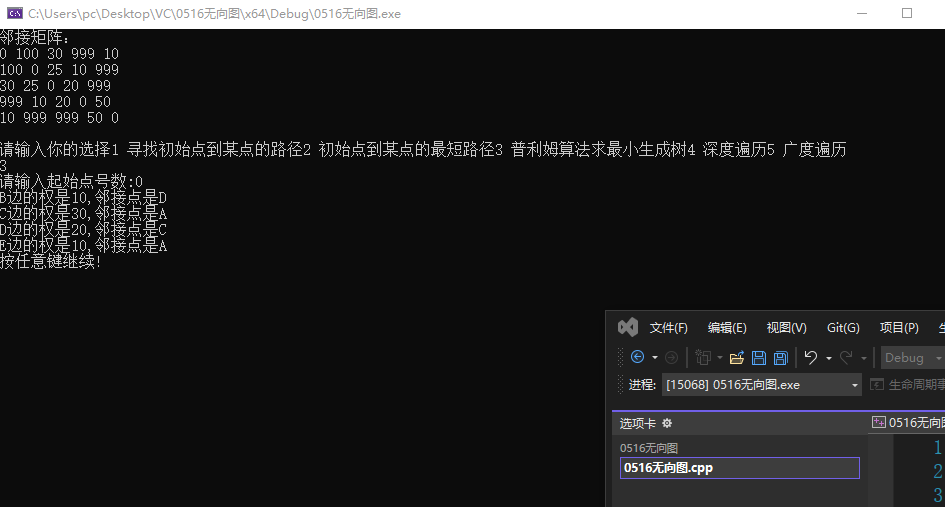 C:\Users\pc\Desktop\VC\0516无向图\x64\Debug\0516无向图.exe
邻接矩阵:
0 100 30 999 10
100 0 25 10 999
30 25 0 20 999
999 10 20 0 50
10 999 999 50 0
请输入你的选择1 寻找初始点到某点的路径2 初始点到某点的最短路径3 普利姆算法求最小生成树4 深度遍历5 广度遍历
3
请输入起始点号数:0
B边的权是10,邻接点是D
C边的权是30,邻接点是A
D边的权是20,邻接点是C
E边的权是10,邻接点是A
按任意键继续!
文件(F) 编辑(E) 视图(V) Git(G) 项目(P)
Debug
进程: [15068] 0516无向图.exe 生命周期事
选项卡 0516无向图
0516无向图
0516无向图.cpp
1
2
3